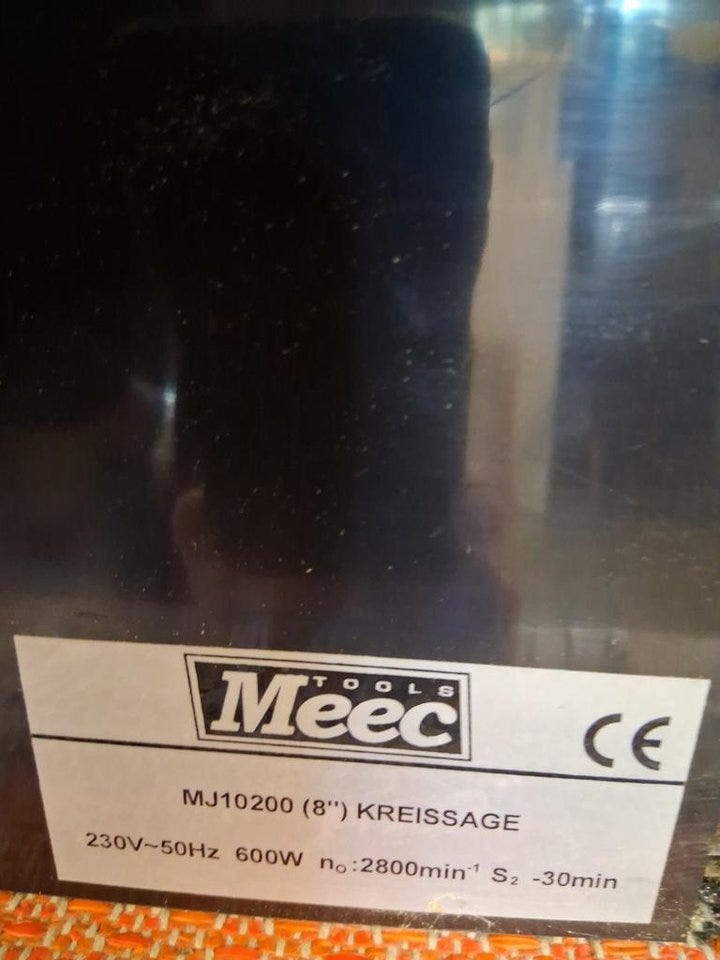 TOOLS
Meec
CE
MJ10200 (8") KREISSAGE
230V~50Hz 600W n₀:2800min⁻¹ S₂ -30min